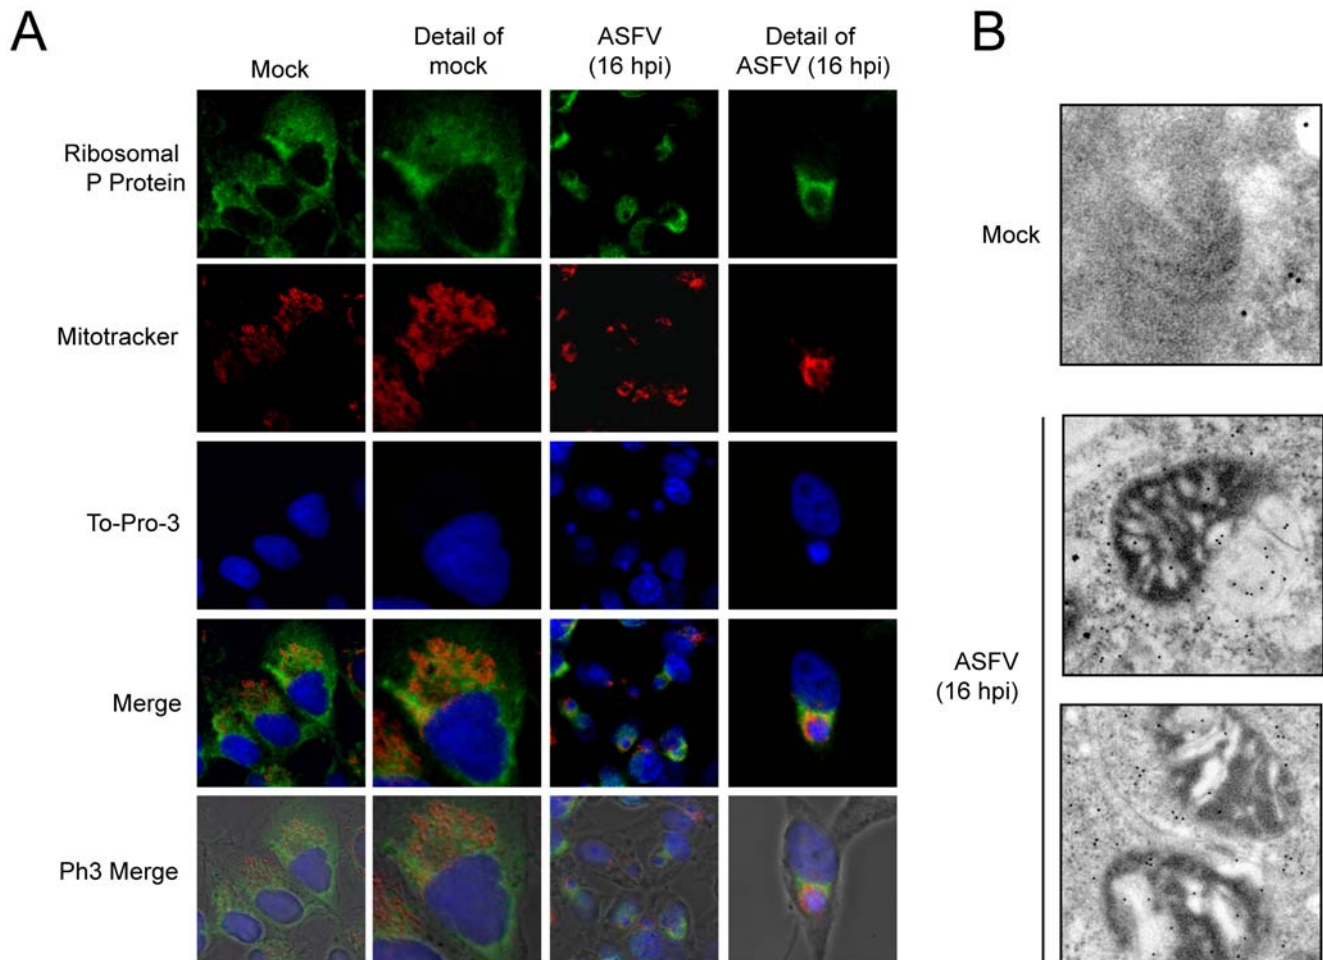 A
B
Mock
Detail of
mock
ASFV
(16 hpi)
Detail of
ASFV (16 hpi)
Ribosomal
P Protein
Mitotracker
To-Pro-3
Merge
Ph3 Merge
Mock
ASFV
(16 hpi)